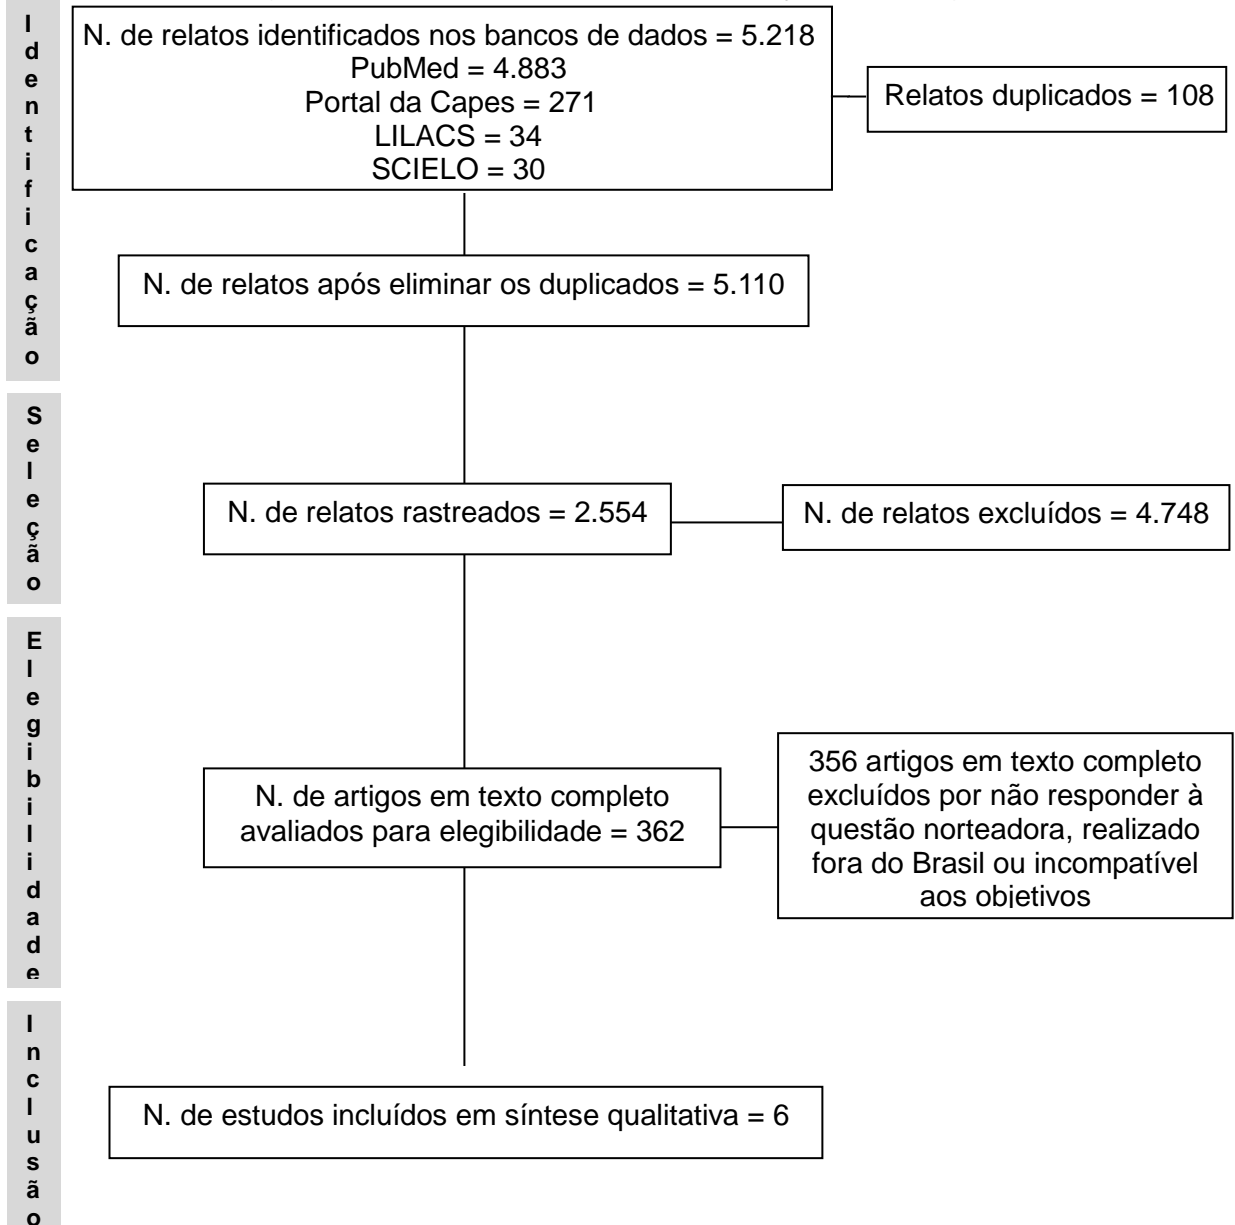 Identificação
N. de relatos identificados nos bancos de dados = 5.218
PubMed = 4.883
Portal da Capes = 271
LILACS = 34
SCIELO = 30
Relatos duplicados = 108
N. de relatos após eliminar os duplicados = 5.110
Seleção
N. de relatos rastreados = 2.554
N. de relatos excluídos = 4.748
Elegibilidade
N. de artigos em texto completo
avaliados para elegibilidade = 362
356 artigos em texto completo
excluídos por não responder à
questão norteadora, realizado
fora do Brasil ou incompatível
aos objetivos
Inclusão
N. de estudos incluídos em síntese qualitativa = 6